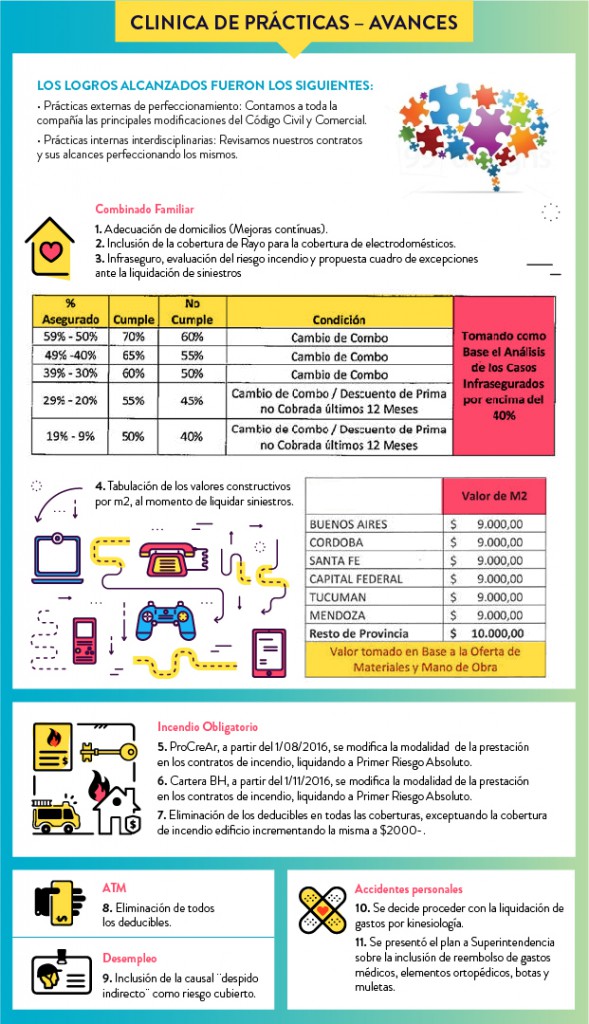 CLINICA DE PRÁCTICAS – AVANCES
LOS LOGROS ALCANZADOS FUERON LOS SIGUIENTES:
• Prácticas externas de perfeccionamiento: Contamos a toda la
compañía las principales modificaciones del Código Civil y Comercial.
• Prácticas internas interdisciplinarias: Revisamos nuestros contratos
y sus alcances perfeccionando los mismos.
Combinado Familiar
1. Adecuación de domicilios (Mejoras contínuas).
2. Inclusión de la cobertura de Rayo para la cobertura de electrodomésticos.
3. Infraseguro, evaluación del riesgo incendio y propuesta cuadro de excepciones
ante la liquidación de siniestros
% Asegurado Cumple No Cumple Condición
59% - 50% 70% 60% Cambio de Combo
49% -40% 65% 55% Cambio de Combo
39% - 30% 60% 50% Cambio de Combo
29% - 20% 55% 45% Cambio de Combo / Descuento de Prima
no Cobrada últimos 12 Meses
19% - 9% 50% 40% Cambio de Combo / Descuento de Prima
no Cobrada últimos 12 Meses
Tomando como
Base el Análisis
de los Casos
Infrasegurados
por encima del
40%
4. Tabulación de los valores constructivos
por m2, al momento de liquidar siniestros.
Valor de M2
BUENOS AIRES $ 9.000,00
CORDOBA $ 9.000,00
SANTA FE $ 9.000,00
CAPITAL FEDERAL $ 9.000,00
TUCUMAN $ 9.000,00
MENDOZA $ 9.000,00
Resto de Provincia $ 10.000,00
Valor tomado en Base a la Oferta de
Materiales y Mano de Obra
Incendio Obligatorio
5. ProCreAr, a partir del 1/08/2016, se modifica la modalidad de la prestación
en los contratos de incendio, liquidando a Primer Riesgo Absoluto.
6. Cartera BH, a partir del 1/11/2016, se modifica la modalidad de la prestación
en los contratos de incendio, liquidando a Primer Riesgo Absoluto.
7. Eliminación de los deducibles en todas las coberturas, exceptuando la cobertura
de incendio edificio incrementando la misma a $2000-.
ATM
8. Eliminación de todos
los deducibles.
Desempleo
9. Inclusión de la causal ¨despido
indirecto¨ como riesgo cubierto.
Accidentes personales
10. Se decide proceder con la liquidación de
gastos por kinesiología.
11. Se presentó el plan a Superintendencia
sobre la inclusión de reembolso de gastos
médicos, elementos ortopédicos, botas y
muletas.